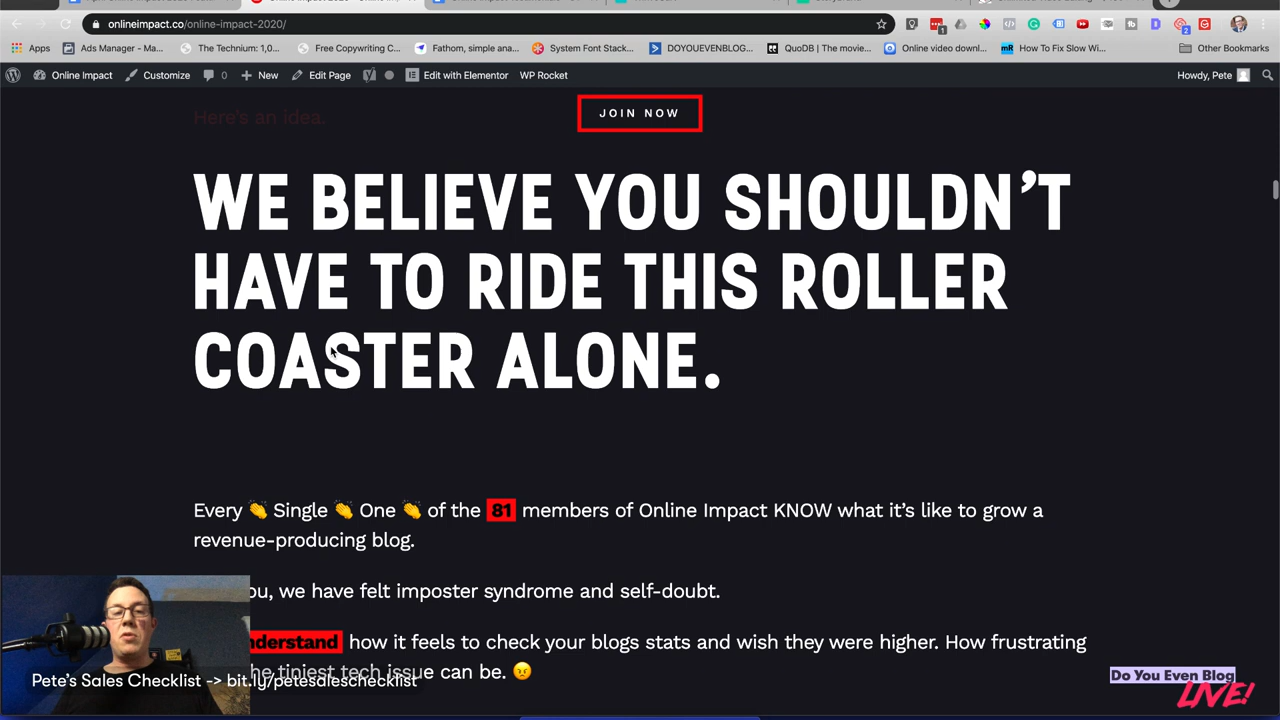 onlineimpact.co/online-impact-2020/
Apps
Ads Manager - Ma...
The Technium: 1,0...
Free Copywriting C...
Fathom, simple ana...
System Font Stack...
DOYOUEVENBLOG...
QuoDB | The movie...
Online video downl...
How To Fix Slow Wi...
Other Bookmarks
Online Impact
Customize
0
New
Edit Page
Edit with Elementor
WP Rocket
Howdy, Pete
Here's an idea.
JOIN NOW
WE BELIEVE YOU SHOULDN'T
HAVE TO RIDE THIS ROLLER
COASTER ALONE.
Every 👏 Single 👏 One 👏 of the 81 members of Online Impact KNOW what it's like to grow a
revenue-producing blog.
ou, we have felt imposter syndrome and self-doubt.
nderstand how it feels to check your blogs stats and wish they were higher. How frustrating
he tiniest tech issue can be. 😠
Pete's Sales Checklist -> bit.ly/petesaleschecklist
Do You Even Blog
LIVE!